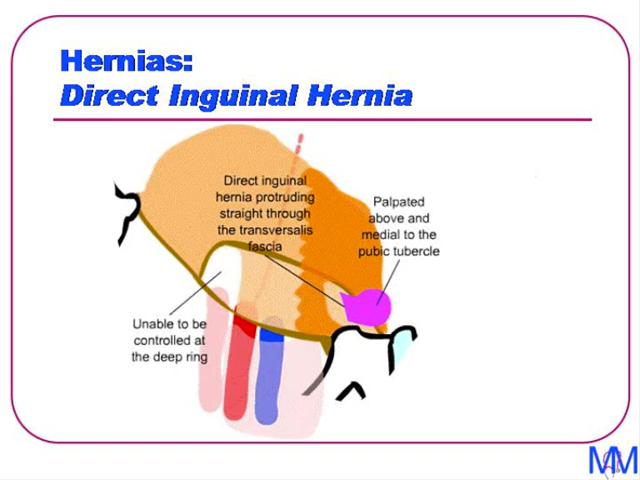 Hernias:
Direct Inguinal Hernia
Direct inguinal
hernia protruding
straight through
the transversalis
fascia
Palpated
above and
medial to the
pubic tubercle
Unable to be
controlled at
the deep ring
MM